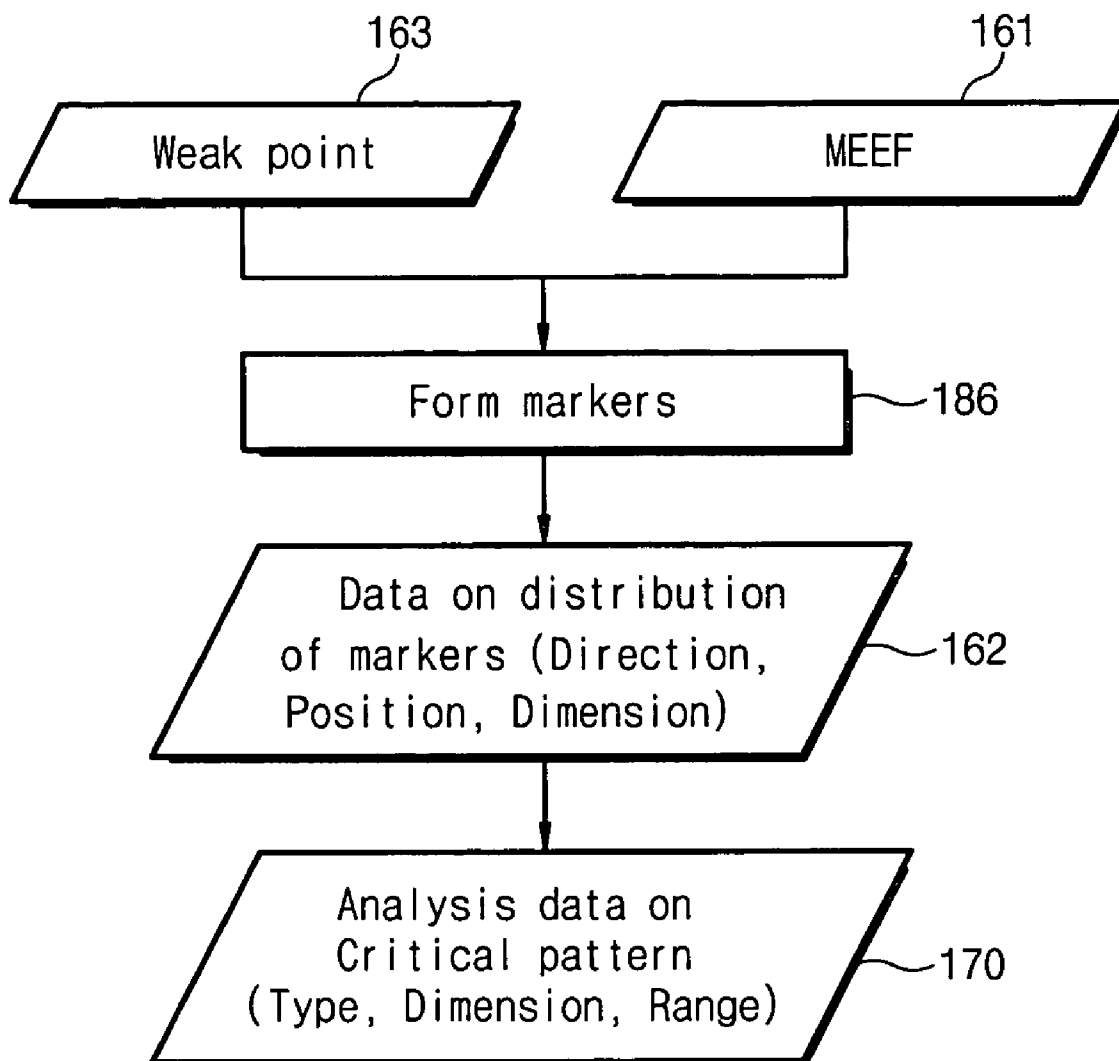 163
161
Weak point
MEEF
Form markers
186
Data on distribution
of markers (Direction,
Position, Dimension)
162
Analysis data on
Critical pattern
(Type, Dimension, Range)
170